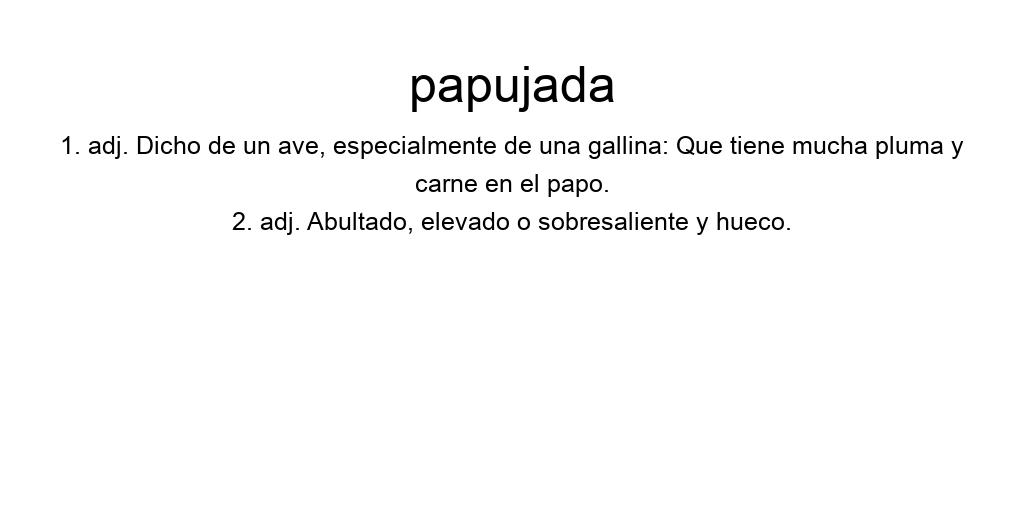 papujada
1. adj. Dicho de un ave, especialmente de una gallina: Que tiene mucha pluma y
carne en el papo.
2. adj. Abultado, elevado o sobresaliente y hueco.